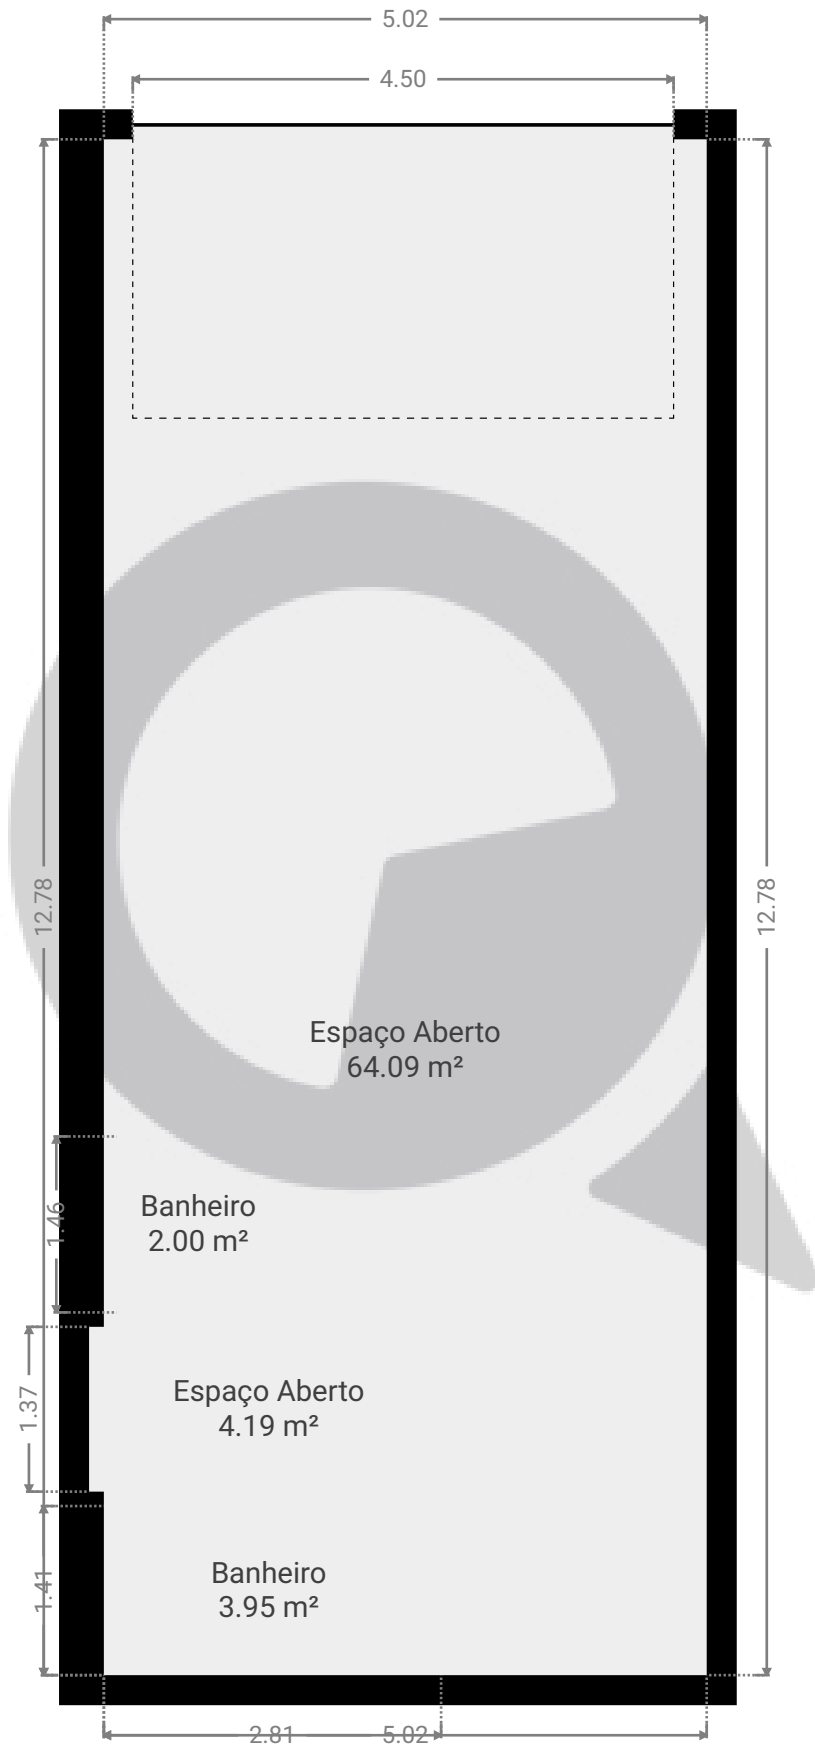 5.02
4.50
12.78
12.78
Espaço Aberto
64.09 m²
1.46
Banheiro
2.00 m²
1.37
Espaço Aberto
4.19 m²
1.41
Banheiro
3.95 m²
2.81
5.02